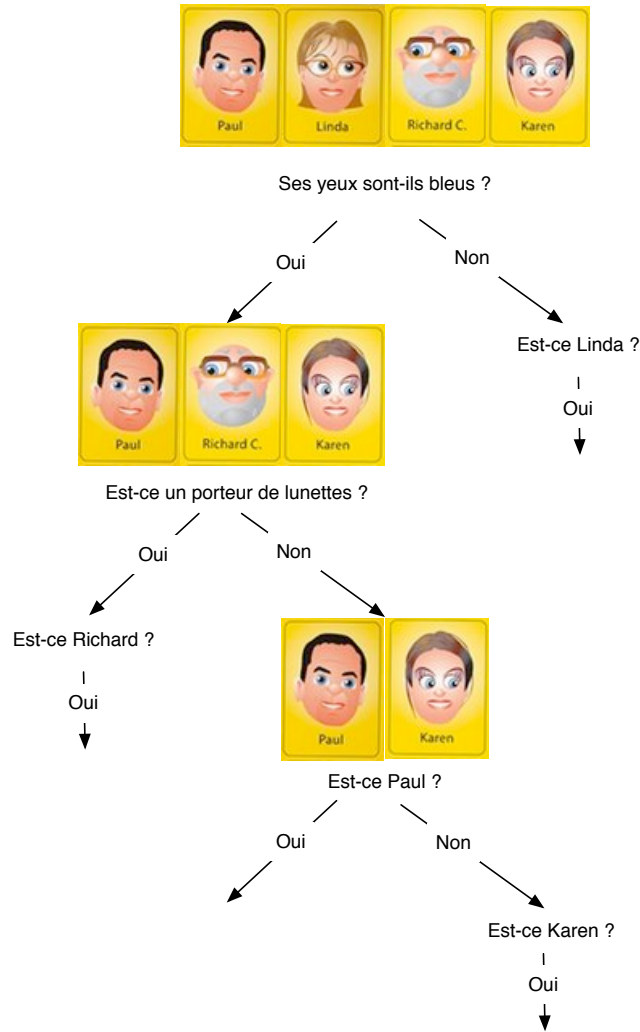 Paul Linda Richard C. Karen
Ses yeux sont-ils bleus ?
Oui Non
Est-ce Linda ?
Oui
Paul Richard C. Karen
Est-ce un porteur de lunettes ?
Oui Non
Est-ce Richard ?
Oui
Paul Karen
Est-ce Paul ?
Oui Non
Est-ce Karen ?
Oui